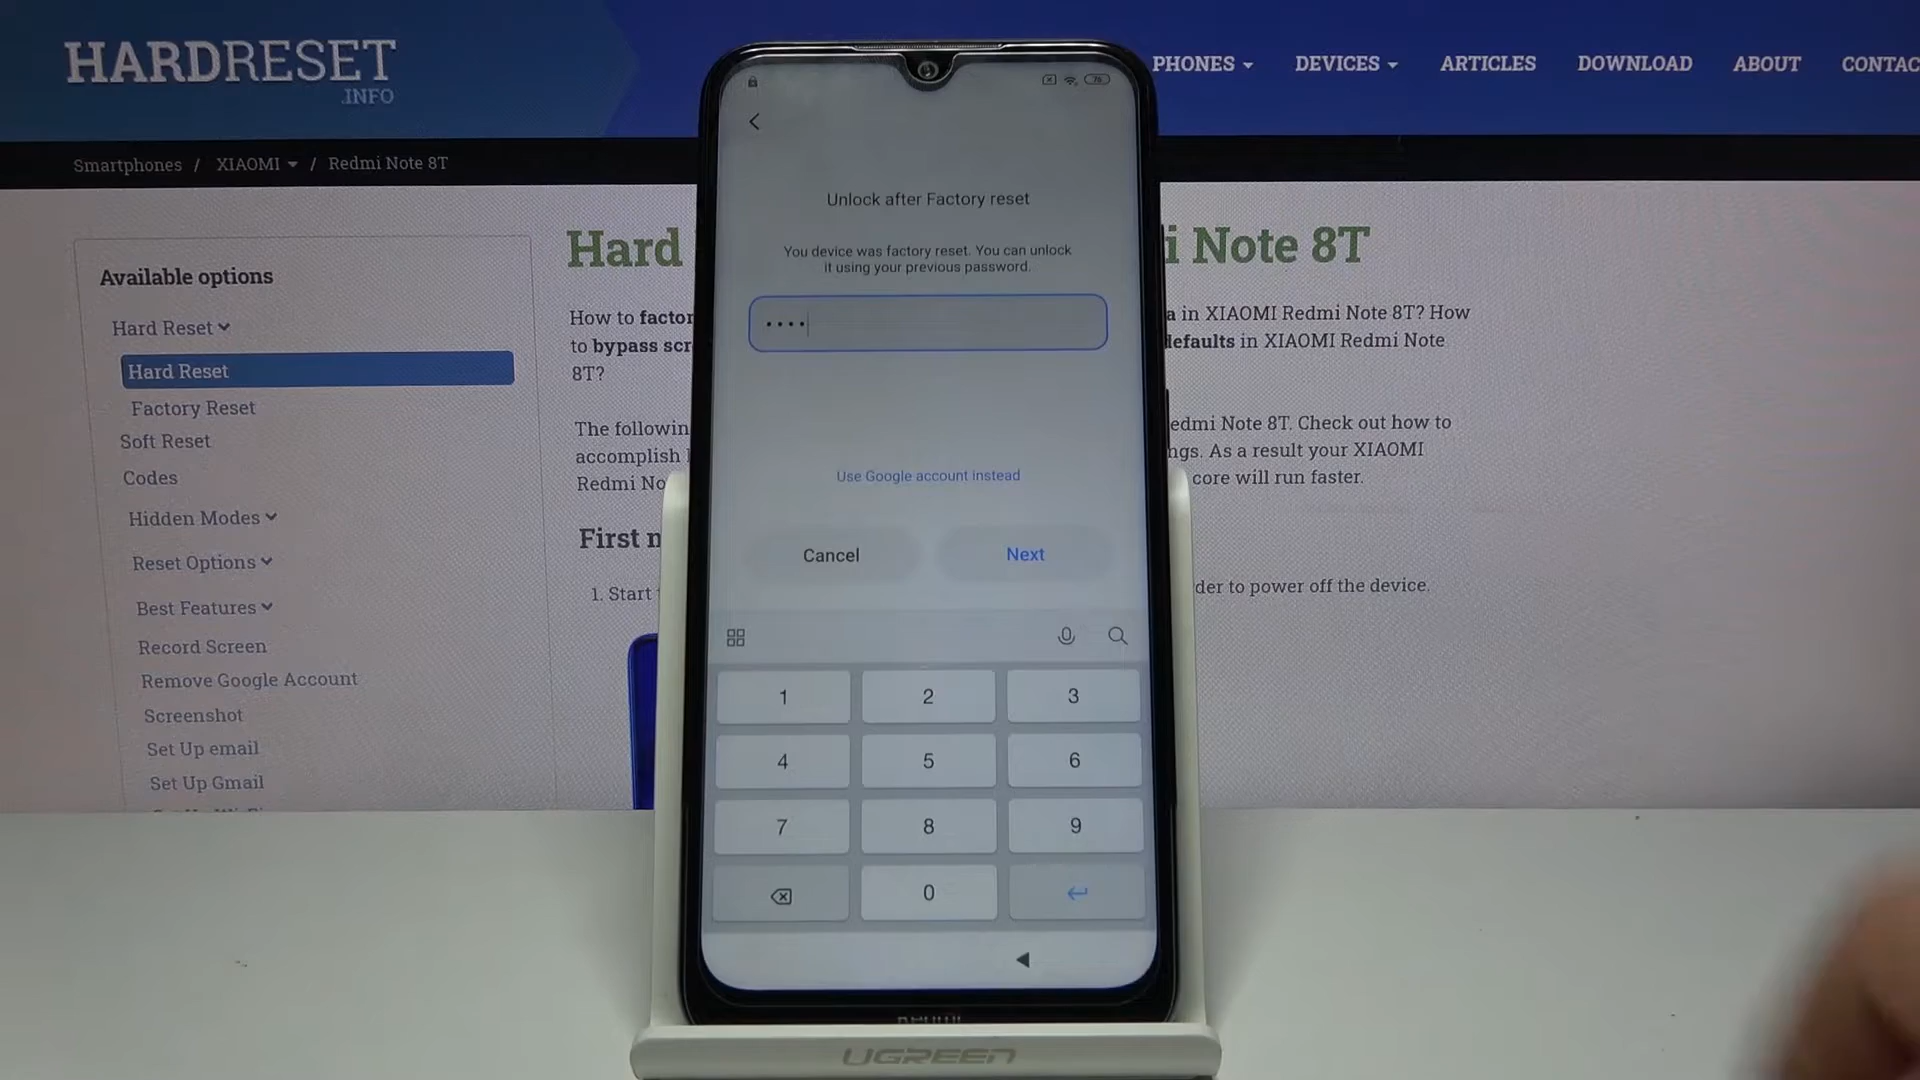 HARDRESET
.INFO
PHONES
DEVICES
ARTICLES
DOWNLOAD
ABOUT
CONTAC
Smartphones / XIAOMI / Redmi Note 8T
Available options
Hard Reset
Hard Reset
Factory Reset
Soft Reset
Codes
Hidden Modes
Reset Options
Best Features
Record Screen
Remove Google Account
Screenshot
Set Up email
Set Up Gmail
Hard
i Note 8T
How to factor
a in XIAOMI Redmi Note 8T? How
to bypass scr
defaults in XIAOMI Redmi Note
8T?
The followin
edmi Note 8T. Check out how to
accomplish
ngs. As a result your XIAOMI
Redmi No
core will run faster.
First
1. Start
der to power off the device.
78
Unlock after Factory reset
You device was factory reset. You can unlock
it using your previous password.
••••
Use Google account instead
Cancel
Next
1 2 3
4 5 6
7 8 9
0
UGREEN